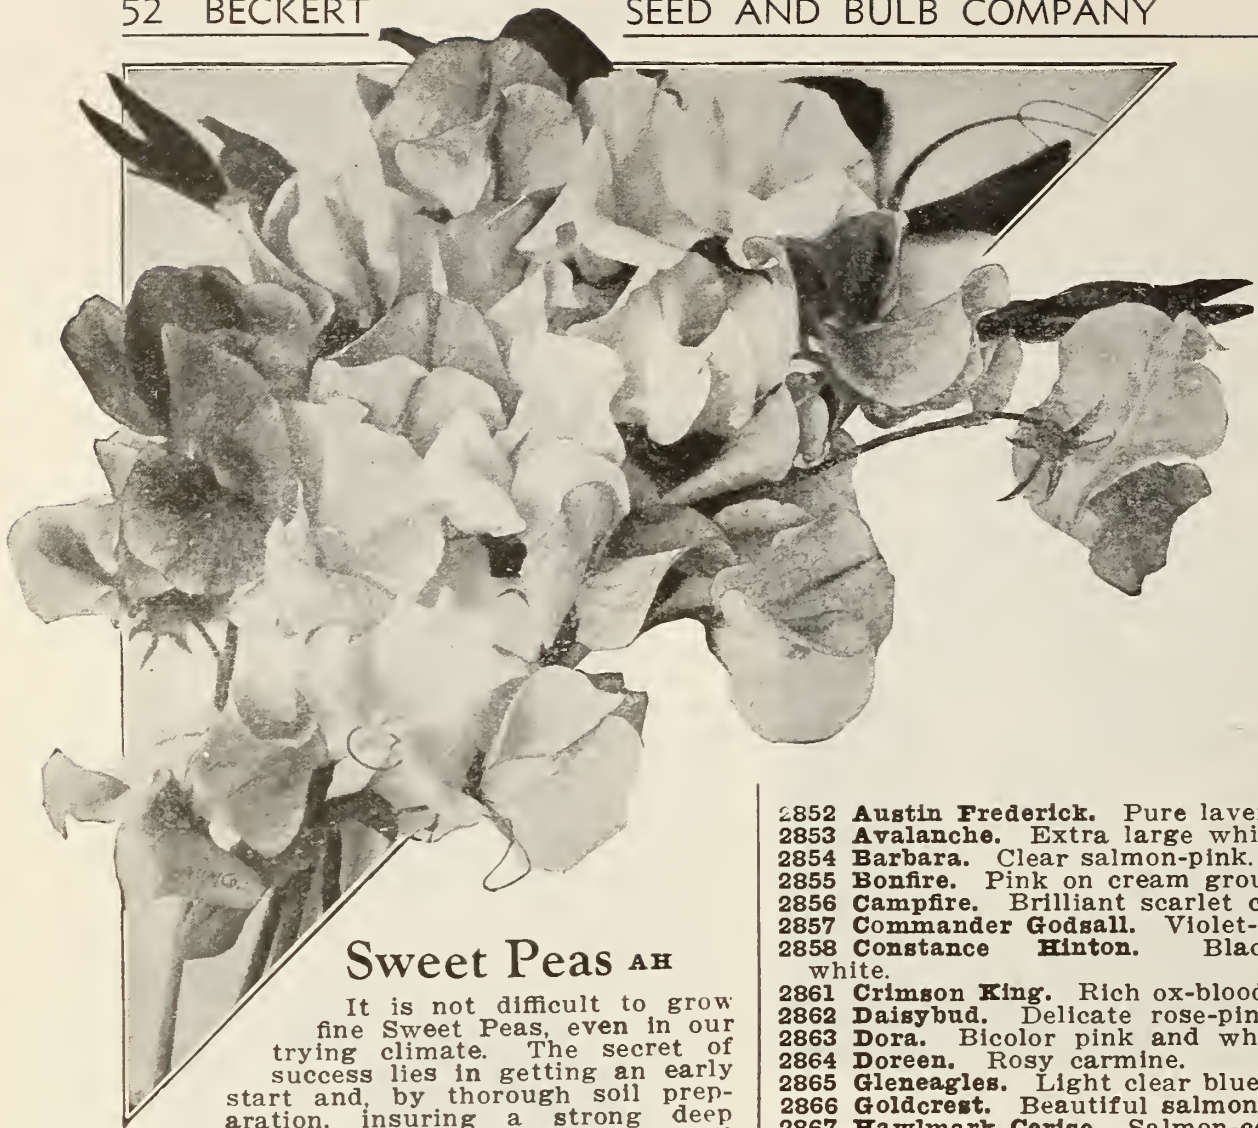 52 BECKERT SEED AND BULB COMPANY
Sweet Peas AH
It is not difficult to grow
fine Sweet Peas, even in our
trying climate. The secret of
success lies in getting an early
start and, by thorough soil prep-
aration, insuring a strong deep
2852 Austin Frederick. Pure lave
2853 Avalanche. Extra large whi
2854 Barbara. Clear salmon-pink.
2855 Bonfire. Pink on cream grou
2856 Campfire. Brilliant scarlet c
2857 Commander Godsall. Violet-
2858 Constance Hinton. Blac
white.
2861 Crimson King. Rich ox-blood
2862 Daisybud. Delicate rose-pin
2863 Dora. Bicolor pink and wh
2864 Doreen. Rosy carmine.
2865 Gleneagles. Light clear blue
2866 Goldcrest. Beautiful salmon
2867 Hawlmark Cerise. Salmon-c